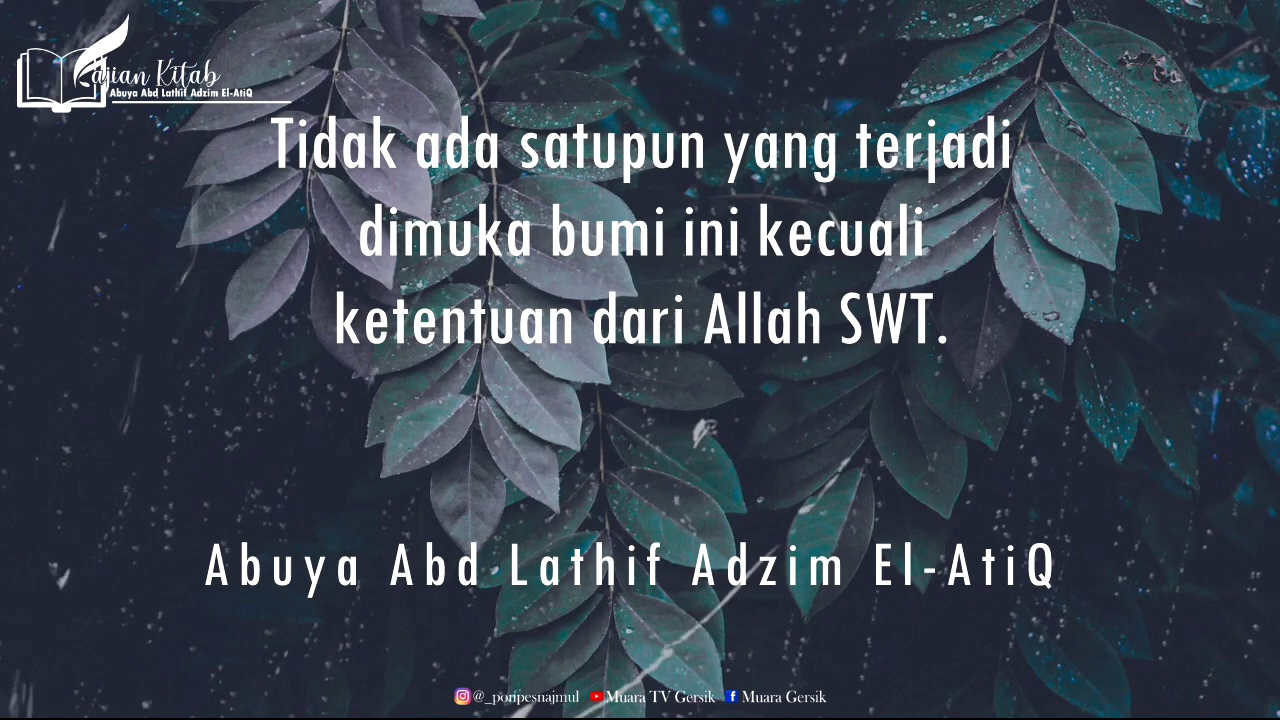 Kajian Kitab
Abuya Abd Lathif Adzim El-AtiQ
Tidak ada satupun yang terjadi
dimuka bumi ini kecuali
ketentuan dari Allah SWT.
Abuya Abd Lathif Adzim El-AtiQ
@_ponpesnajmul Muara TV Gersik Muara Gersik